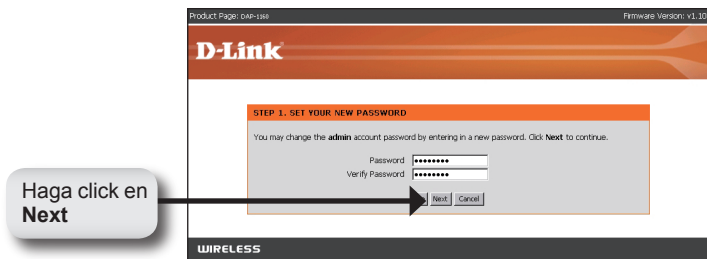 Product Page: DAP-1160 Firmware Version: v1.10
D-Link
STEP 1. SET YOUR NEW PASSWORD
You may change the admin account password by entering in a new password. Click Next to continue.
Password ••••••••
Verify Password ••••••••
Next Cancel
Haga click en
Next
WIRELESS